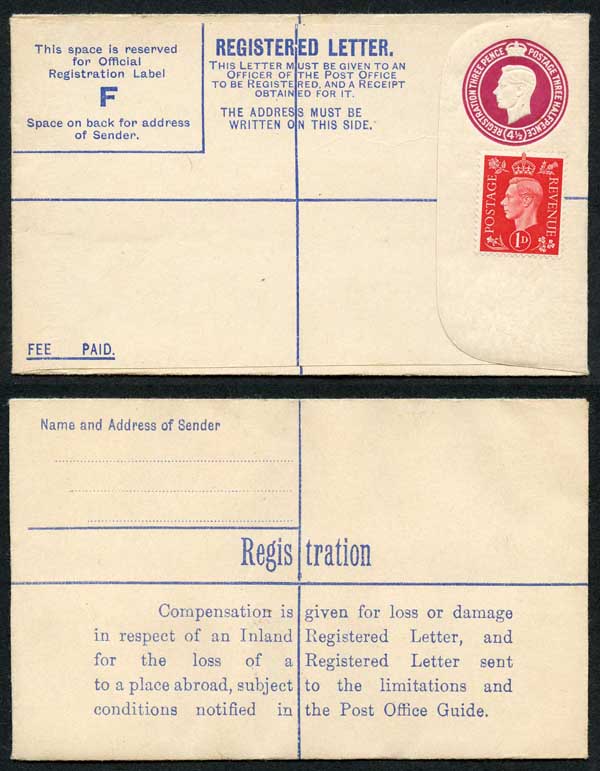 This space is reserved
for Official
Registration Label
F
Space on back for address
of Sender.
REGISTERED LETTER.
THIS LETTER MUST BE GIVEN TO AN
OFFICER OF THE POST OFFICE
TO BE REGISTERED, AND A RECEIPT
OBTAINED FOR IT.
THE ADDRESS MUST BE
WRITTEN ON THIS SIDE.
REGISTRATION THREE PENCE POSTAGE THREE HALFPENCE
4½
POSTAGE REVENUE
1D
FEE PAID.
Name and Address of Sender
Registration
Compensation is given for loss or damage
in respect of an Inland Registered Letter, and
for the loss of a Registered Letter sent
to a place abroad, subject to the limitations and
conditions notified in the Post Office Guide.